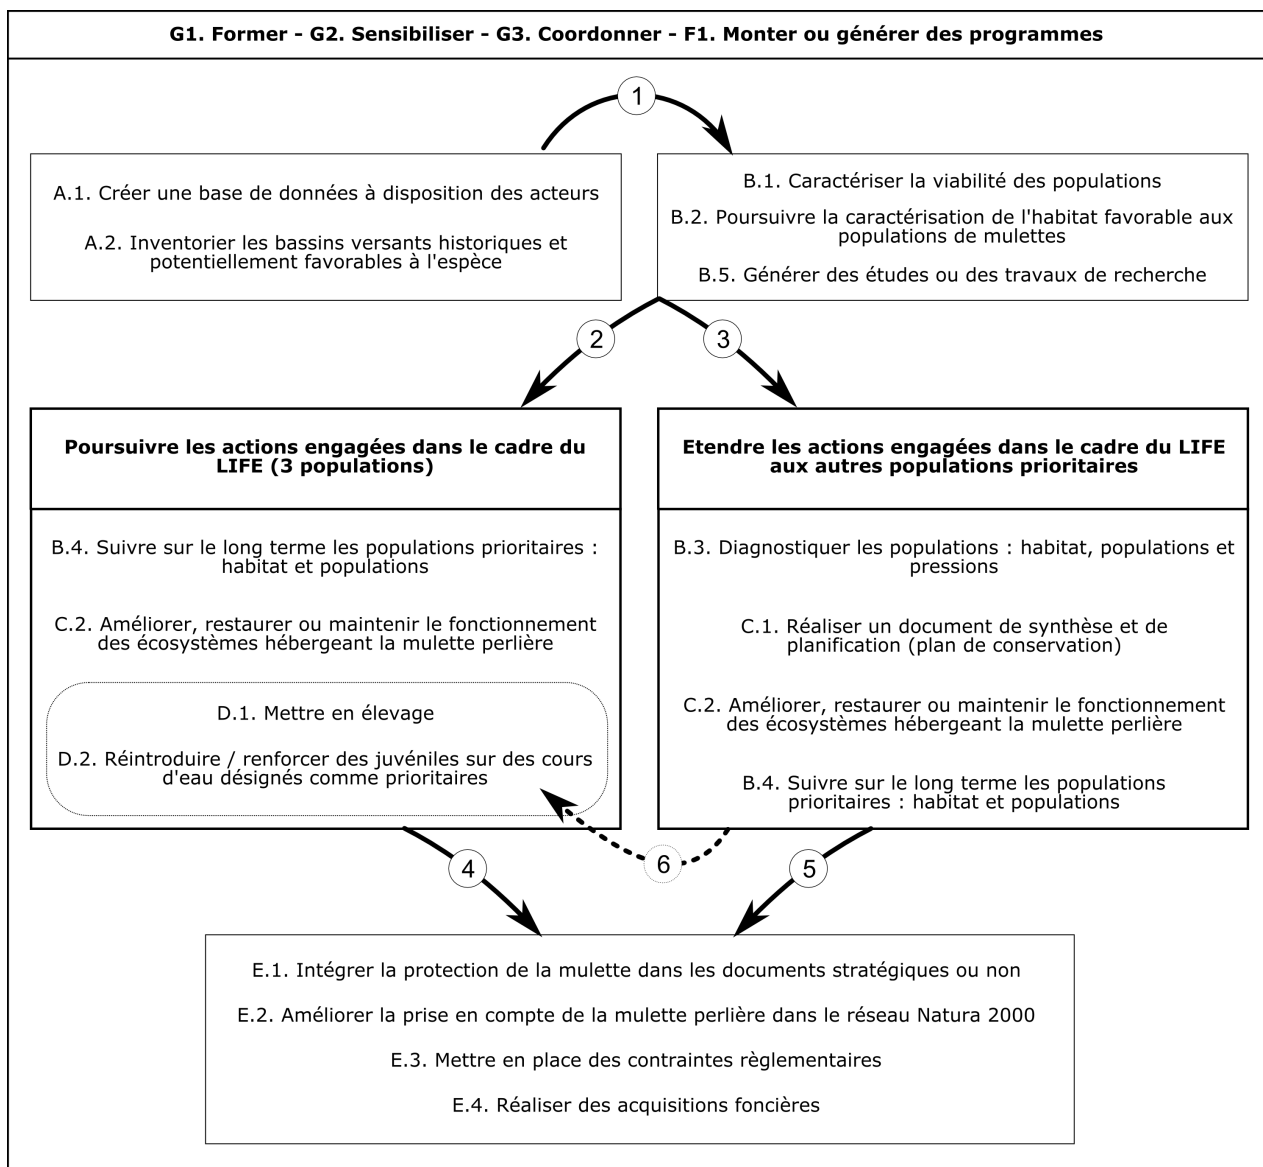 G1. Former - G2. Sensibiliser - G3. Coordonner - F1. Monter ou générer des programmes
1
A.1. Créer une base de données à disposition des acteurs
A.2. Inventorier les bassins versants historiques et
potentiellement favorables à l'espèce
B.1. Caractériser la viabilité des populations
B.2. Poursuivre la caractérisation de l'habitat favorable aux
populations de mulettes
B.5. Générer des études ou des travaux de recherche
2
3
Poursuivre les actions engagées dans le cadre du
LIFE (3 populations)
B.4. Suivre sur le long terme les populations prioritaires :
habitat et populations
C.2. Améliorer, restaurer ou maintenir le fonctionnement
des écosystèmes hébergeant la mulette perlière
D.1. Mettre en élevage
D.2. Réintroduire / renforcer des juvéniles sur des cours
d'eau désignés comme prioritaires
Etendre les actions engagées dans le cadre du LIFE
aux autres populations prioritaires
B.3. Diagnostiquer les populations : habitat, populations et
pressions
C.1. Réaliser un document de synthèse et de
planification (plan de conservation)
C.2. Améliorer, restaurer ou maintenir le fonctionnement
des écosystèmes hébergeant la mulette perlière
B.4. Suivre sur le long terme les populations
prioritaires : habitat et populations
4
6
5
E.1. Intégrer la protection de la mulette dans les documents stratégiques ou non
E.2. Améliorer la prise en compte de la mulette perlière dans le réseau Natura 2000
E.3. Mettre en place des contraintes règlementaires
E.4. Réaliser des acquisitions foncières